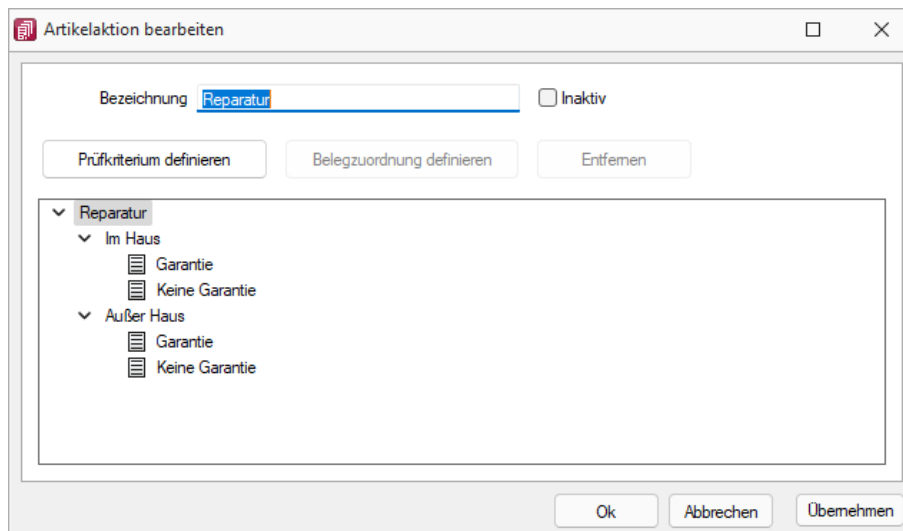 Artikelaktion bearbeiten
Bezeichnung Reparatur Inaktiv
Prüfkriterium definieren Belegzuordnung definieren Entfernen
Reparatur
Im Haus
Garantie
Keine Garantie
Außer Haus
Garantie
Keine Garantie
Ok Abbrechen Übernehmen